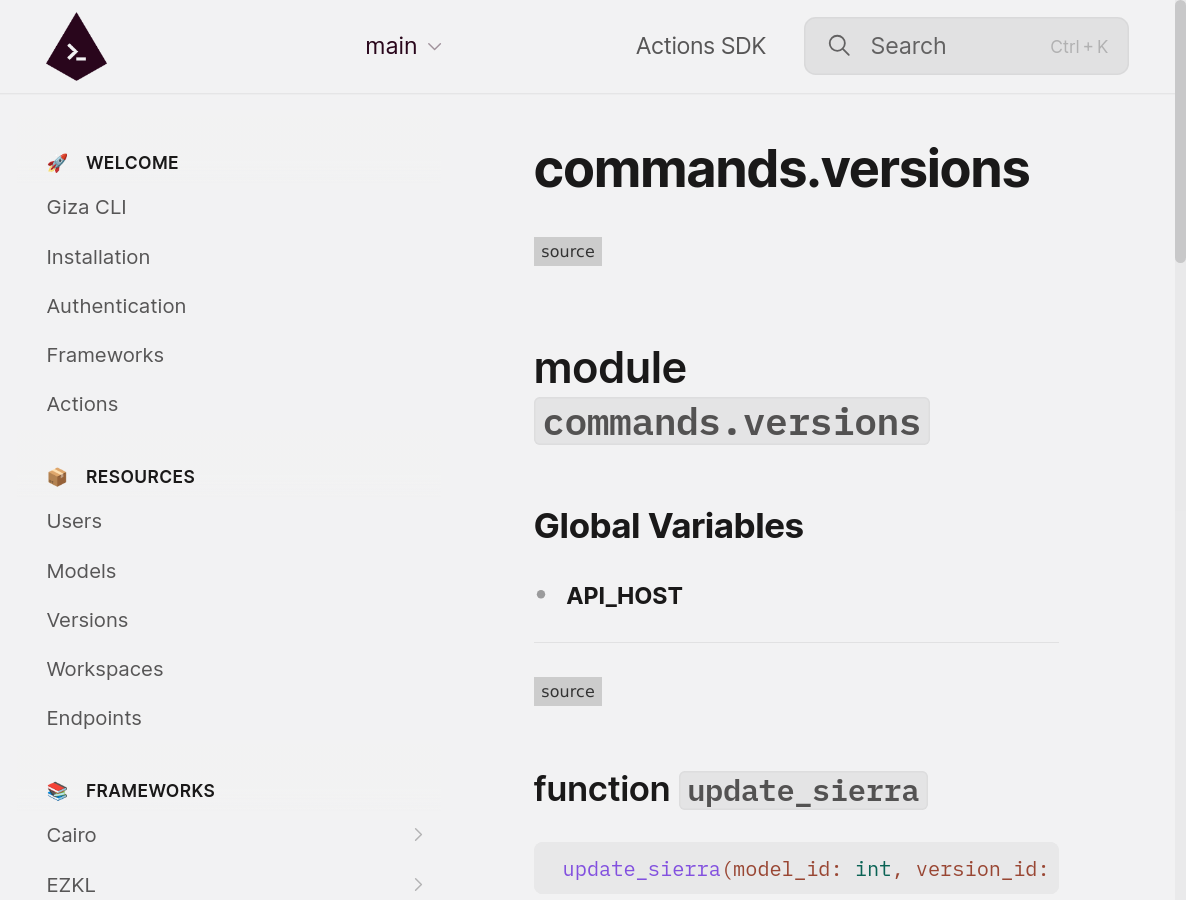 main
Actions SDK
Search
Ctrl + K
WELCOME
Giza CLI
Installation
Authentication
Frameworks
Actions
RESOURCES
Users
Models
Versions
Workspaces
Endpoints
FRAMEWORKS
Cairo
EZKL
commands.versions
source
module
commands.versions
Global Variables
API_HOST
source
function update_sierra
update_sierra(model_id: int, version_id: